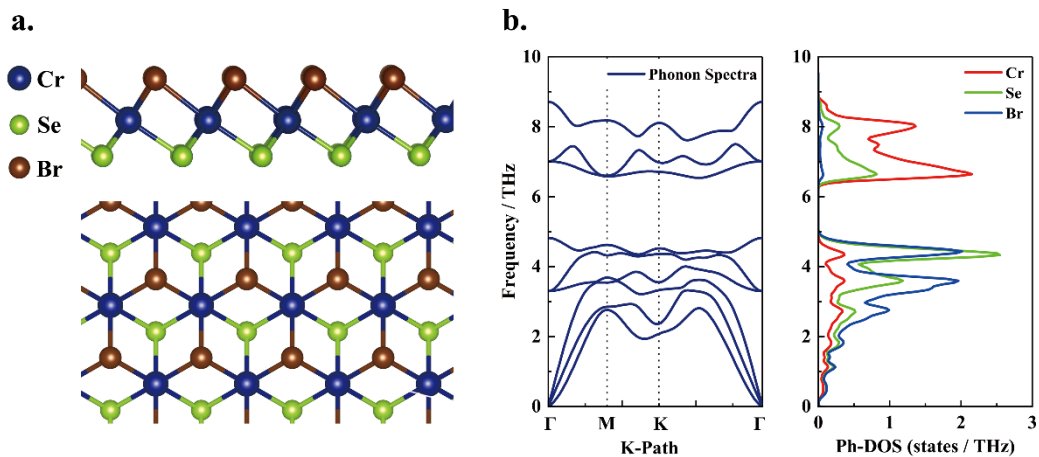 a.
Cr
Se
Br
b.
10
8
6
4
2
0
Frequency / THz
Phonon Spectra
Γ
M
K
Γ
K-Path
10
8
6
4
2
0
Cr
Se
Br
0
1
2
3
Ph-DOS (states / THz)